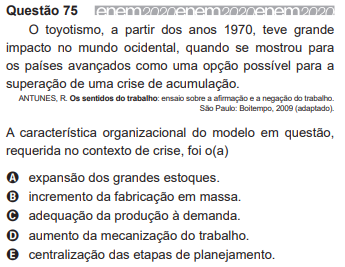 Questão 75 enem2020enem2020enem2020
O toyotismo, a partir dos anos 1970, teve grande
impacto no mundo ocidental, quando se mostrou para
os países avançados como uma opção possível para a
superação de uma crise de acumulação.
ANTUNES, R. Os sentidos do trabalho: ensaio sobre a afirmação e a negação do trabalho.
São Paulo: Boitempo, 2009 (adaptado).
A característica organizacional do modelo em questão,
requerida no contexto de crise, foi o(a)
A expansão dos grandes estoques.
B incremento da fabricação em massa.
C adequação da produção à demanda.
D aumento da mecanização do trabalho.
E centralização das etapas de planejamento.